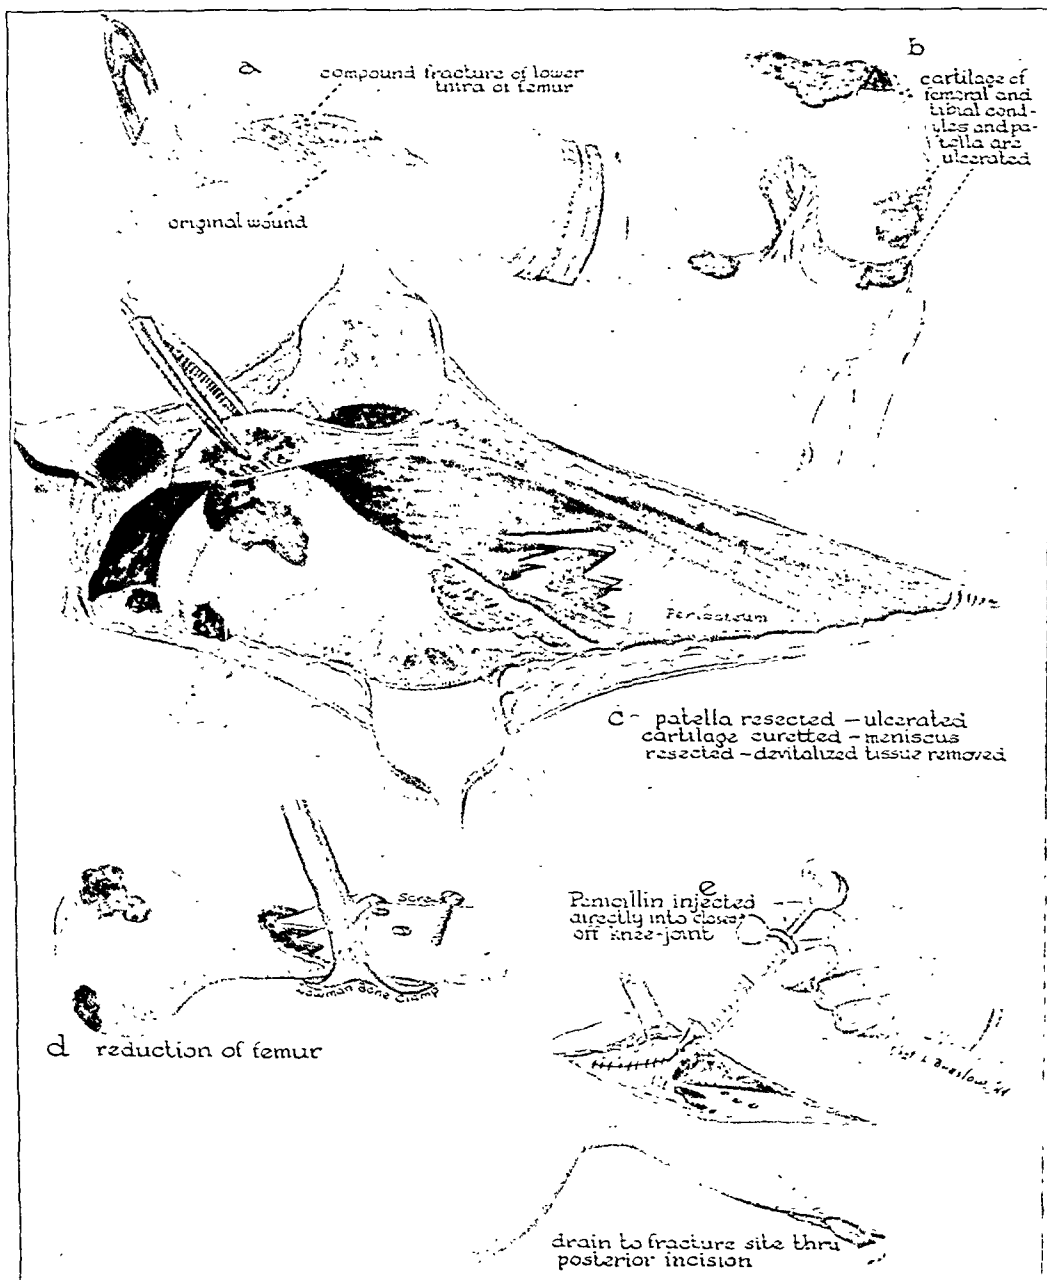 a
compound fracture of lower
thira of femur
original wound
b
cartilage of
femoral and
tibial cond-
yles and pa-
tella are
ulcerated
Periosteum
c - patella resected - ulcerated
cartilage curetted - meniscus
resected - devitalized tissue removed
Lowman Bone Clamp
d reduction of femur
e
Penicillin injected
directly into closed
off knee-joint
drain to fracture site thru
posterior incision